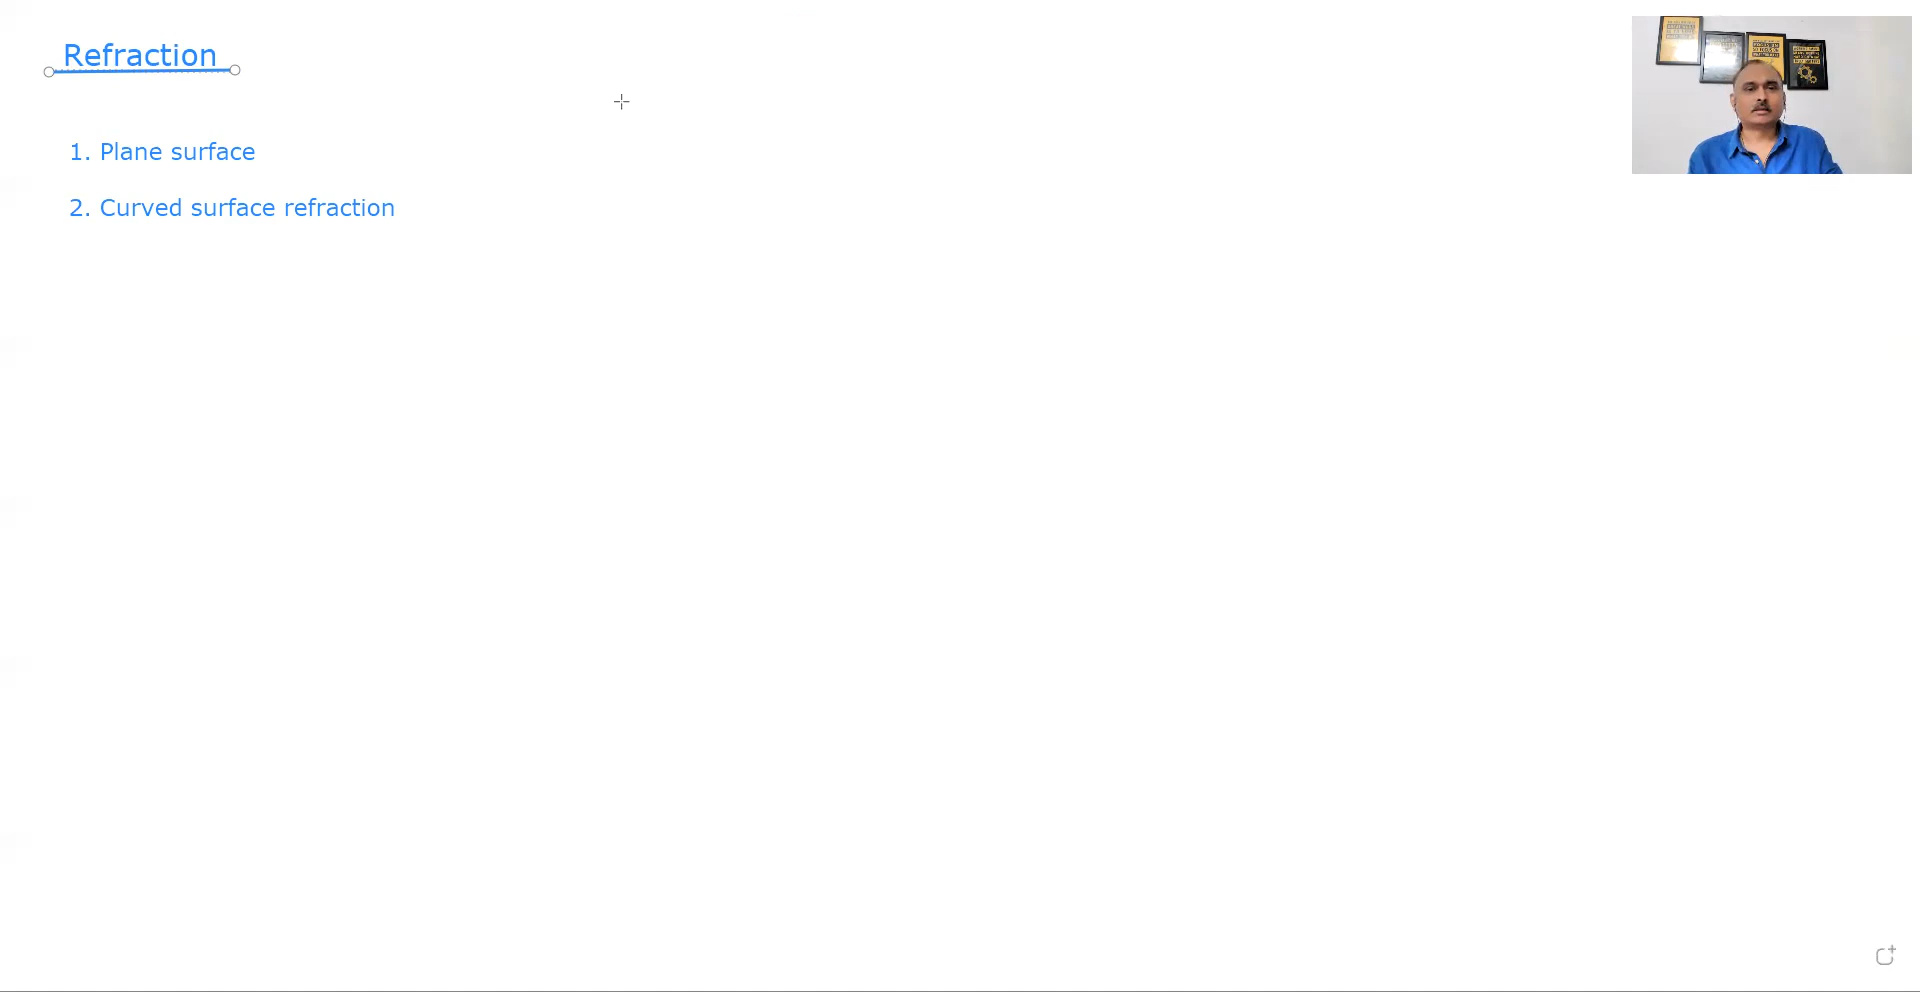 Refraction
1. Plane surface
2. Curved surface refraction